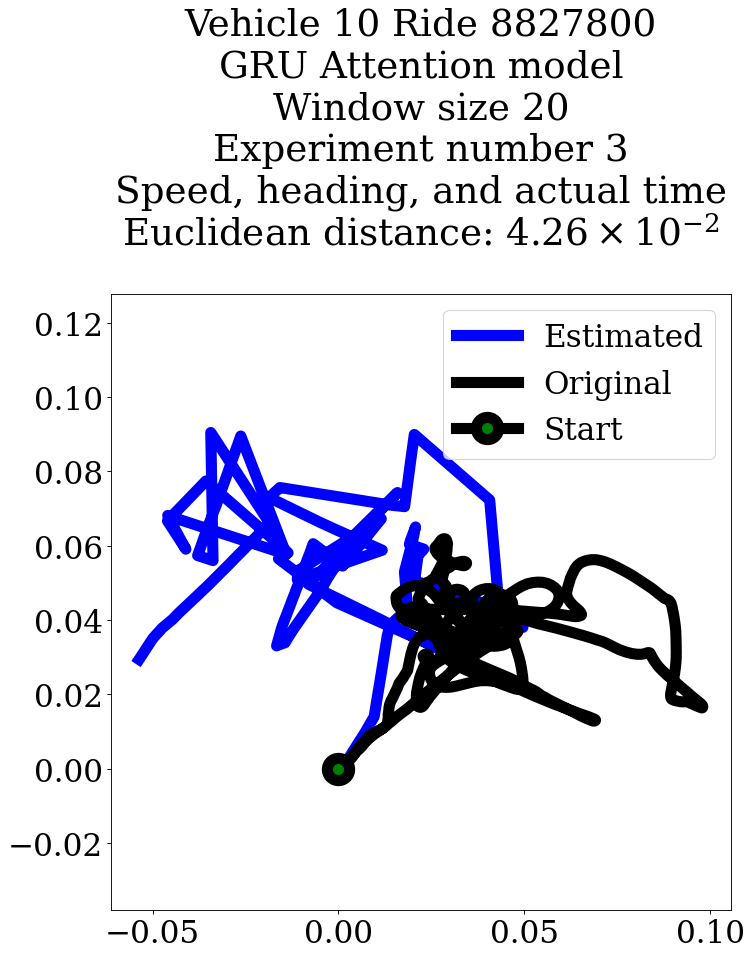 Vehicle 10 Ride 8827800
GRU Attention model
Window size 20
Experiment number 3
Speed, heading, and actual time
Euclidean distance: 4.26 × 10⁻²
Estimated
Original
Start
0.12
0.10
0.08
0.06
0.04
0.02
0.00
−0.02
−0.05 0.00 0.05 0.10